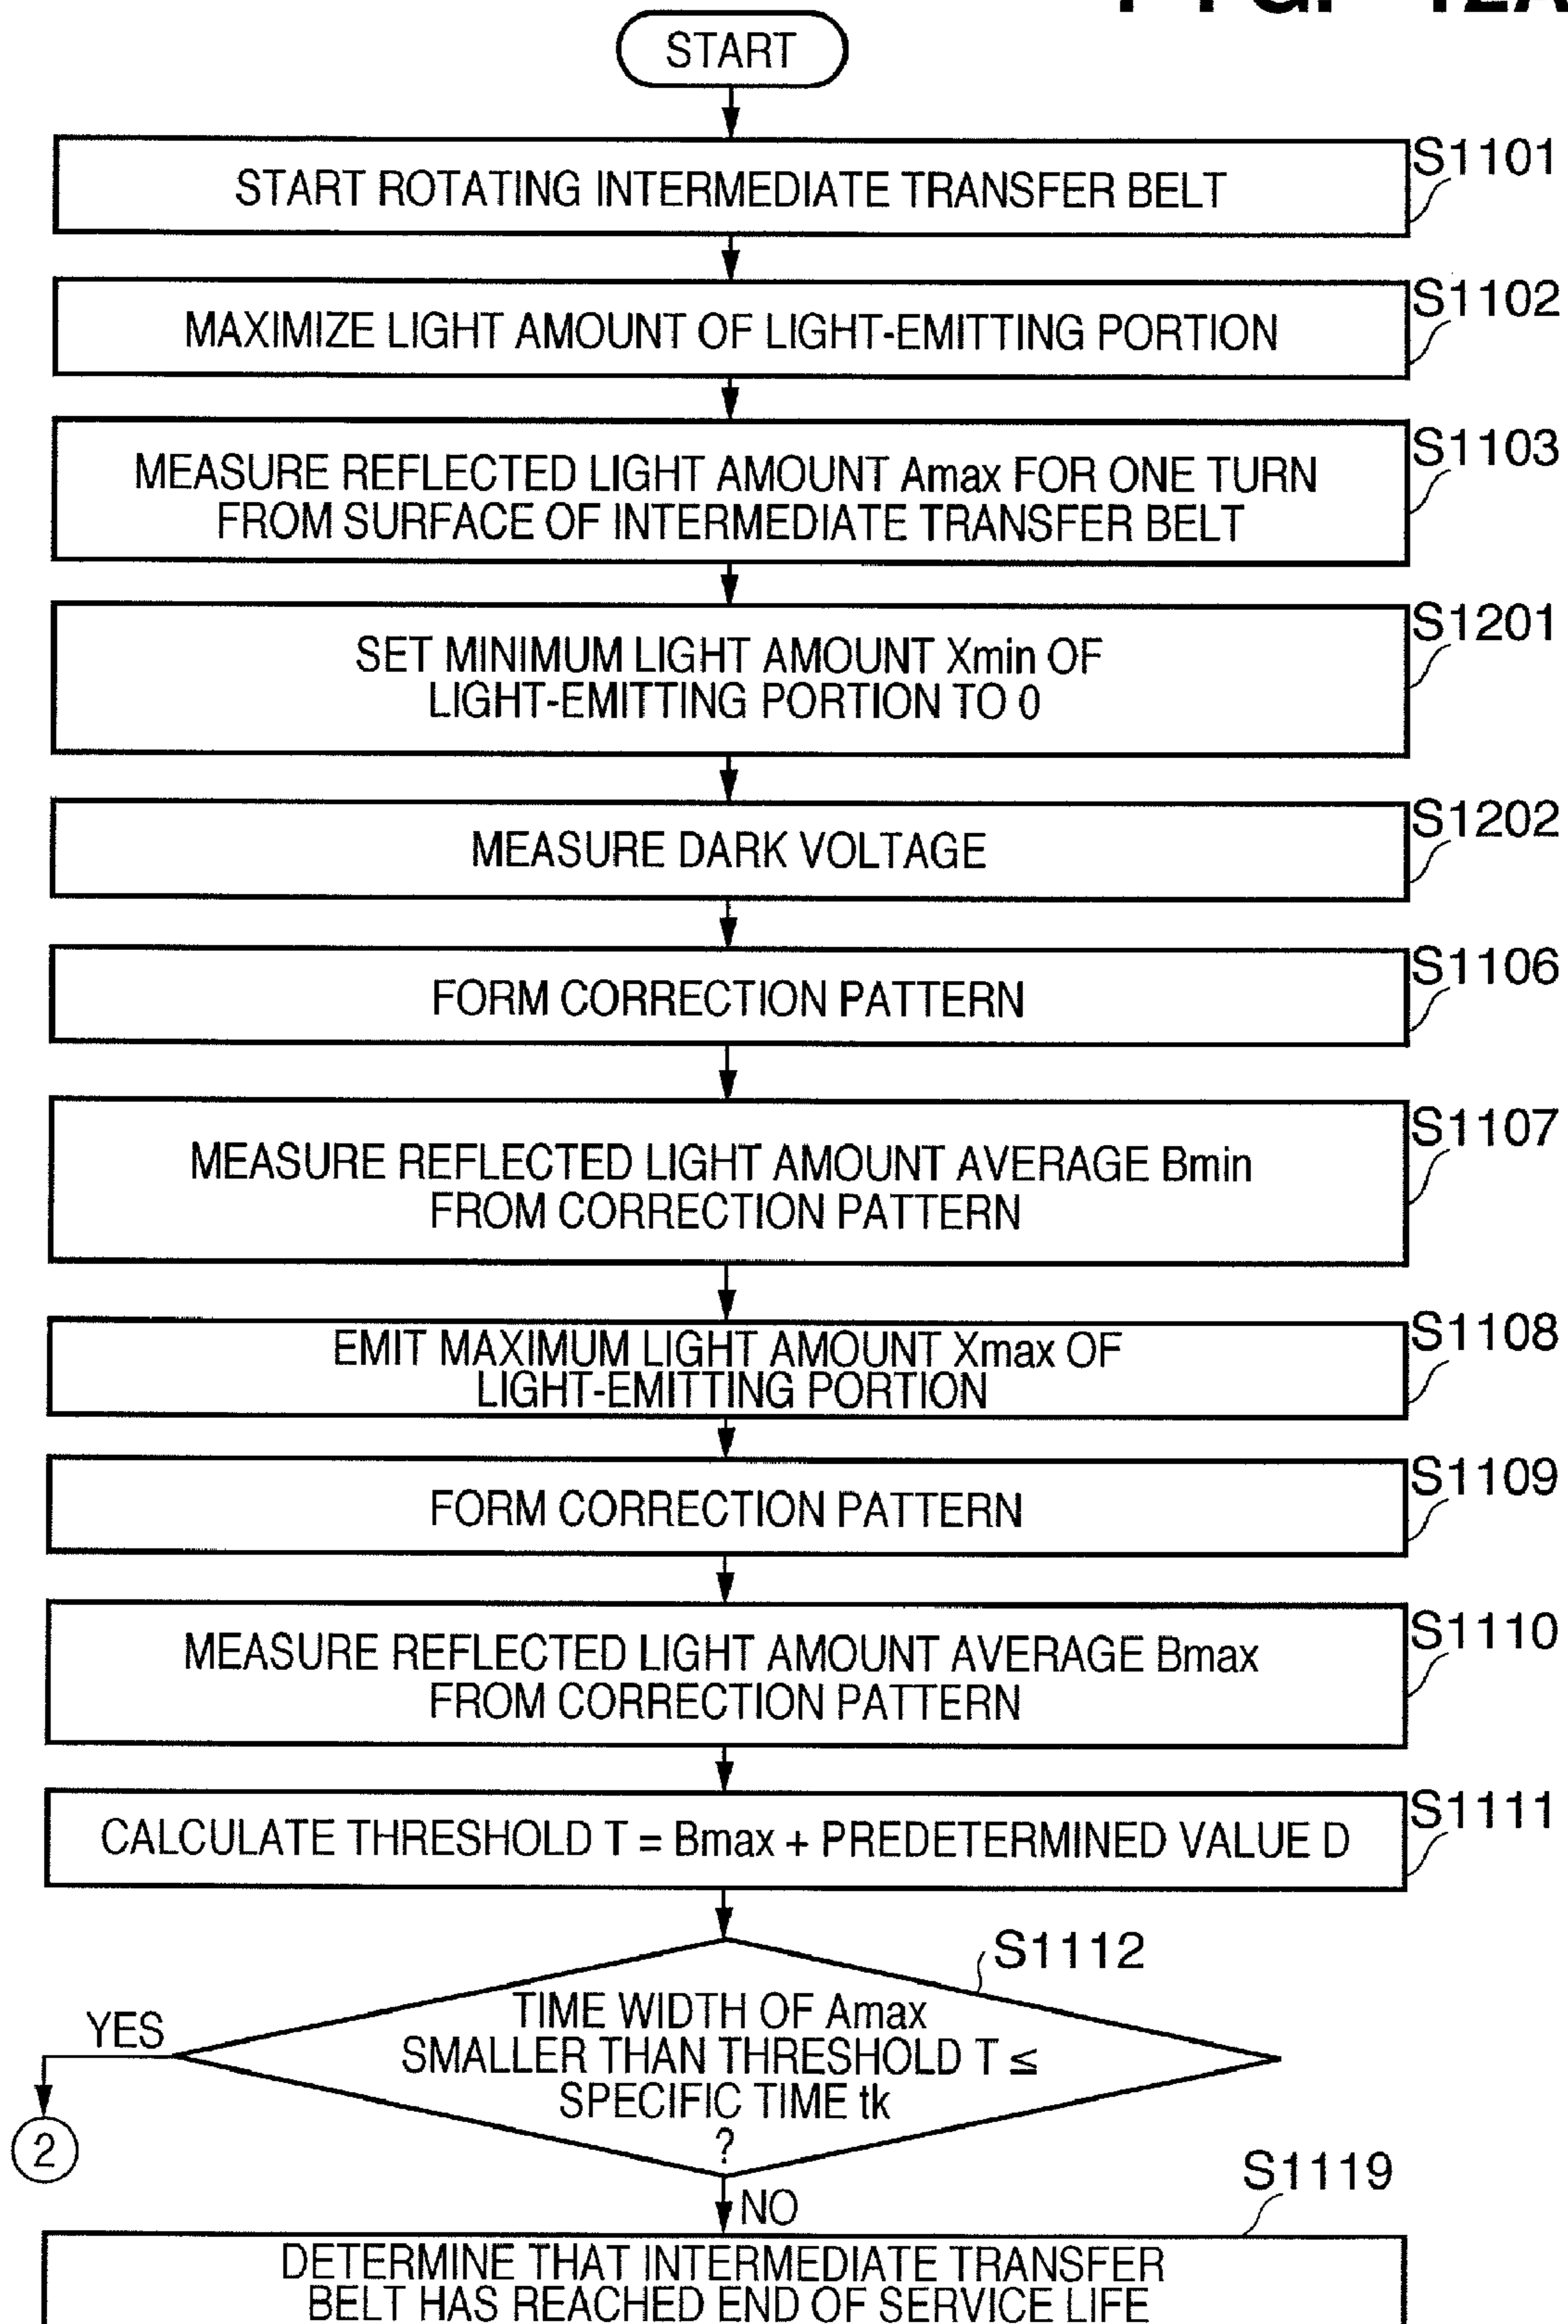 START
START ROTATING INTERMEDIATE TRANSFER BELT
S1101
MAXIMIZE LIGHT AMOUNT OF LIGHT-EMITTING PORTION
S1102
MEASURE REFLECTED LIGHT AMOUNT Amax FOR ONE TURN
FROM SURFACE OF INTERMEDIATE TRANSFER BELT
S1103
SET MINIMUM LIGHT AMOUNT Xmin OF
LIGHT-EMITTING PORTION TO 0
S1201
MEASURE DARK VOLTAGE
S1202
FORM CORRECTION PATTERN
S1106
MEASURE REFLECTED LIGHT AMOUNT AVERAGE Bmin
FROM CORRECTION PATTERN
S1107
EMIT MAXIMUM LIGHT AMOUNT Xmax OF
LIGHT-EMITTING PORTION
S1108
FORM CORRECTION PATTERN
S1109
MEASURE REFLECTED LIGHT AMOUNT AVERAGE Bmax
FROM CORRECTION PATTERN
S1110
CALCULATE THRESHOLD T = Bmax + PREDETERMINED VALUE D
S1111
S1112
TIME WIDTH OF Amax
SMALLER THAN THRESHOLD T ≤
SPECIFIC TIME tk
?
YES
2
NO
S1119
DETERMINE THAT INTERMEDIATE TRANSFER
BELT HAS REACHED END OF SERVICE LIFE